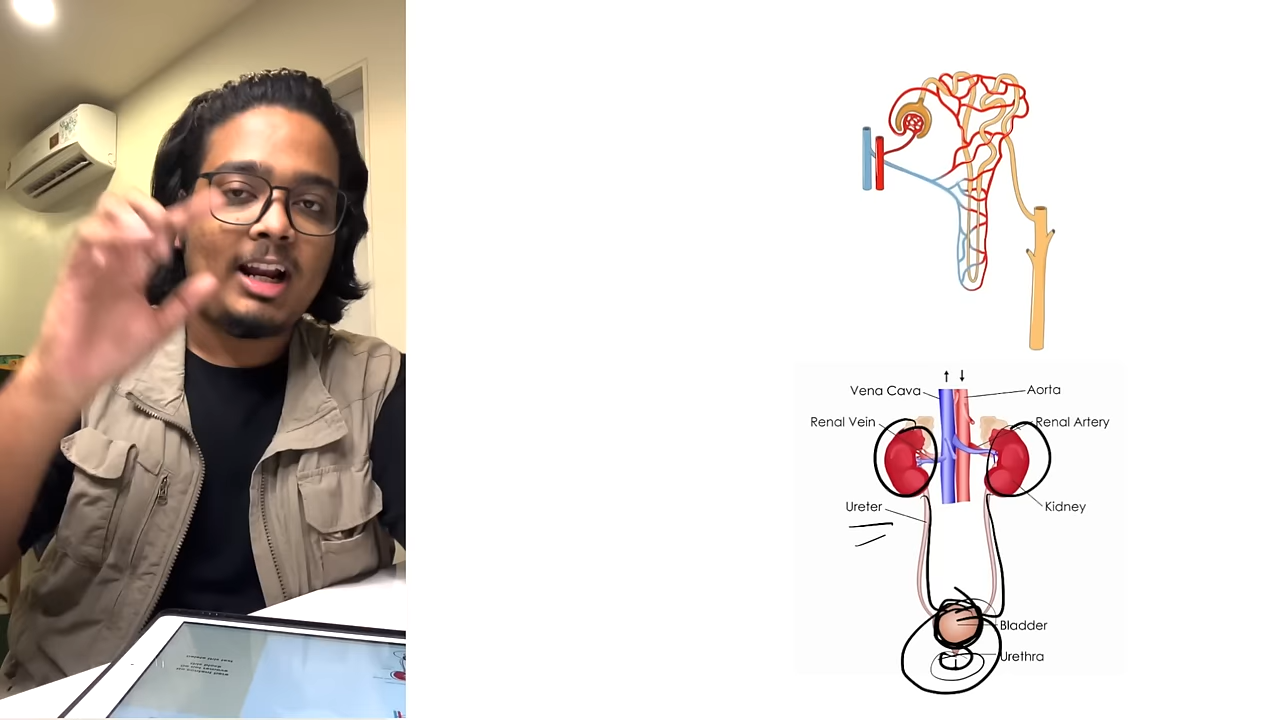 Vena Cava
Aorta
Renal Vein
Renal Artery
Ureter
Kidney
Bladder
Urethra